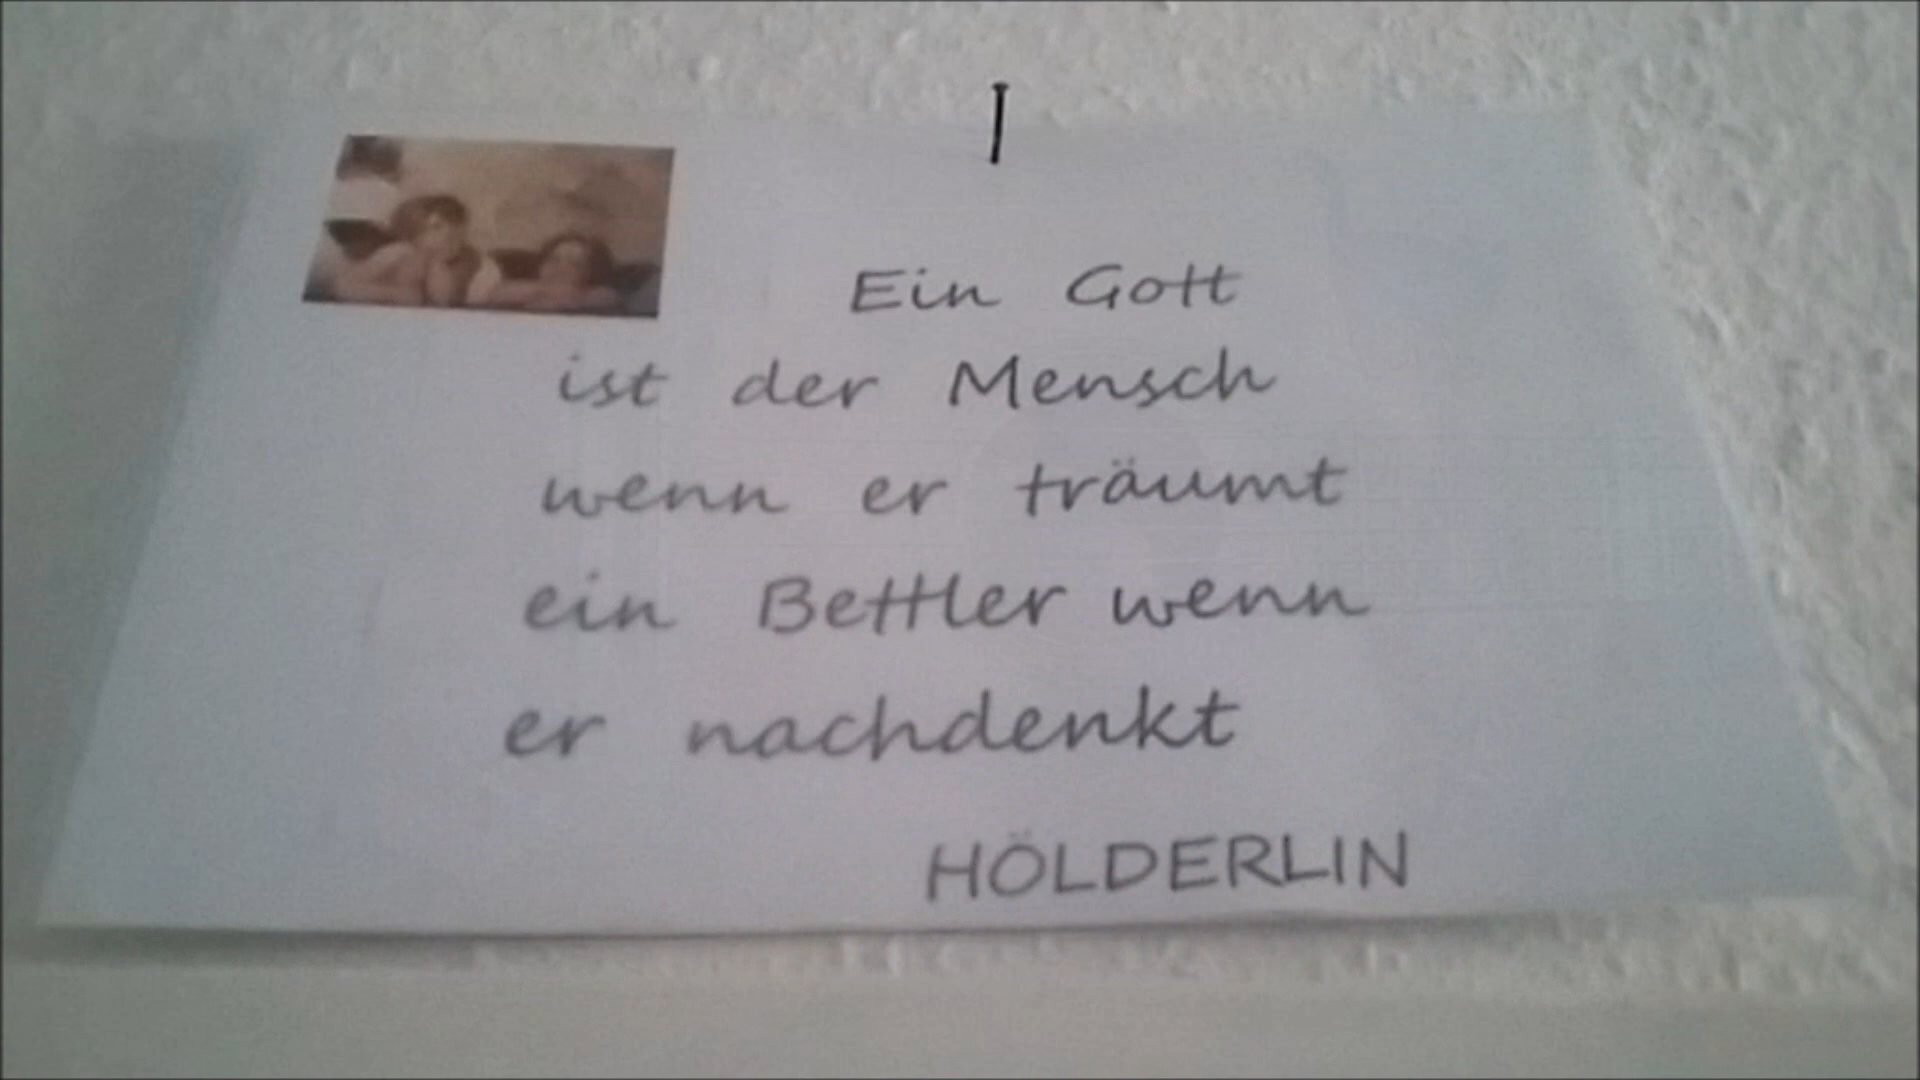 Ein Gott
ist der Mensch
wenn er träumt
ein Bettler wenn
er nachdenkt
HÖLDERLIN